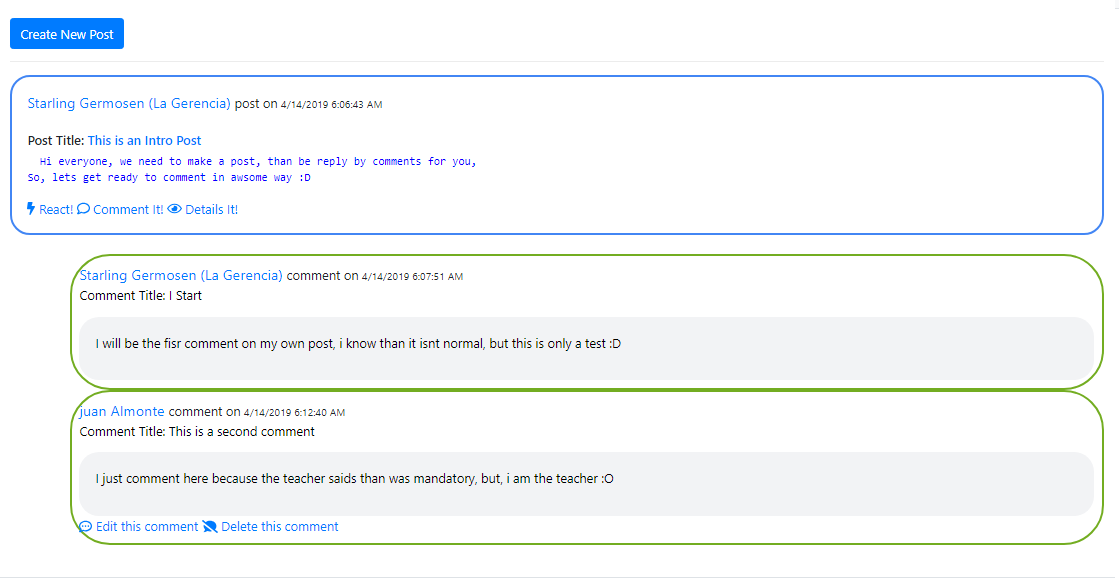 Create New Post
Starling Germosen (La Gerencia) post on 4/14/2019 6:06:43 AM
Post Title: This is an Intro Post
Hi everyone, we need to make a post, than be reply by comments for you,
So, lets get ready to comment in awsome way :D
React! Comment It! Details It!
Starling Germosen (La Gerencia) comment on 4/14/2019 6:07:51 AM
Comment Title: I Start
I will be the fisr comment on my own post, i know than it isnt normal, but this is only a test :D
juan Almonte comment on 4/14/2019 6:12:40 AM
Comment Title: This is a second comment
I just comment here because the teacher saids than was mandatory, but, i am the teacher :O
Edit this comment Delete this comment